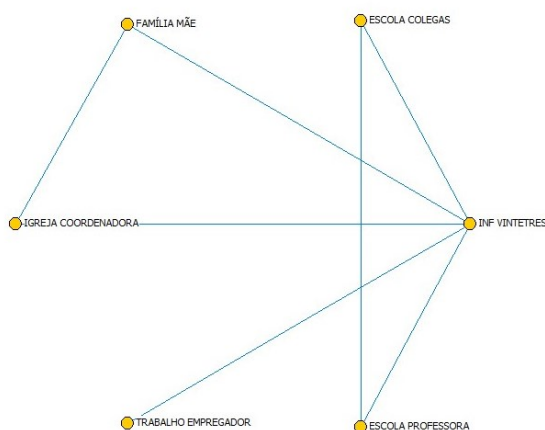 FAMÍLIA MÃE
ESCOLA COLEGAS
IGREJA COORDENADORA
INF VINTETRES
TRABALHO EMPREGADOR
ESCOLA PROFESSORA